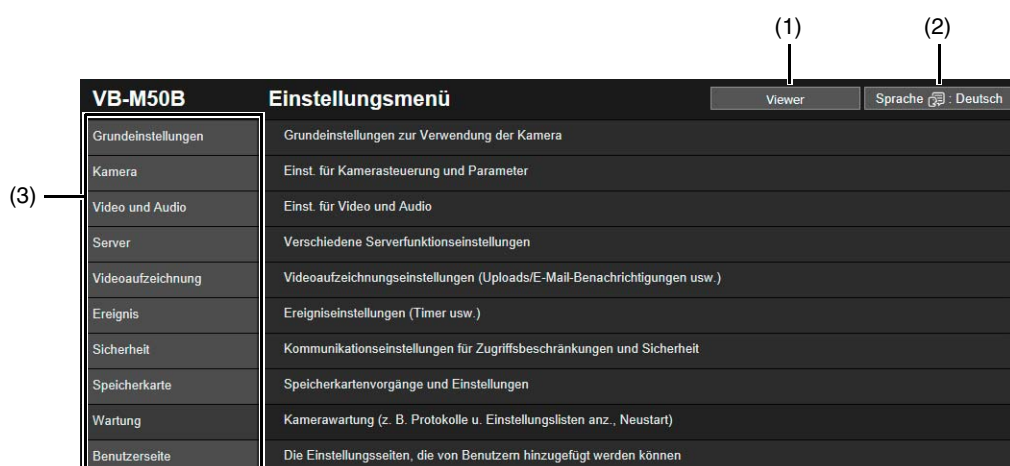 (1) (2)
VB-M50B Einstellungsmenü Viewer Sprache : Deutsch
Grundeinstellungen Grundeinstellungen zur Verwendung der Kamera
Kamera Einst. für Kamerasteuerung und Parameter
(3)
Video und Audio Einst. für Video und Audio
Server Verschiedene Serverfunktionseinstellungen
Videoaufzeichnung Videoaufzeichnungseinstellungen (Uploads/E-Mail-Benachrichtigungen usw.)
Ereignis Ereigniseinstellungen (Timer usw.)
Sicherheit Kommunikationseinstellungen für Zugriffsbeschränkungen und Sicherheit
Speicherkarte Speicherkartenvorgänge und Einstellungen
Wartung Kamerawartung (z. B. Protokolle u. Einstellungslisten anz., Neustart)
Benutzerseite Die Einstellungsseiten, die von Benutzern hinzugefügt werden können